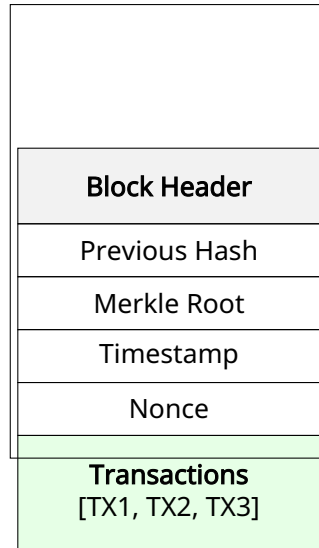 Block Header
Previous Hash
Merkle Root
Timestamp
Nonce
Transactions
[TX1, TX2, TX3]